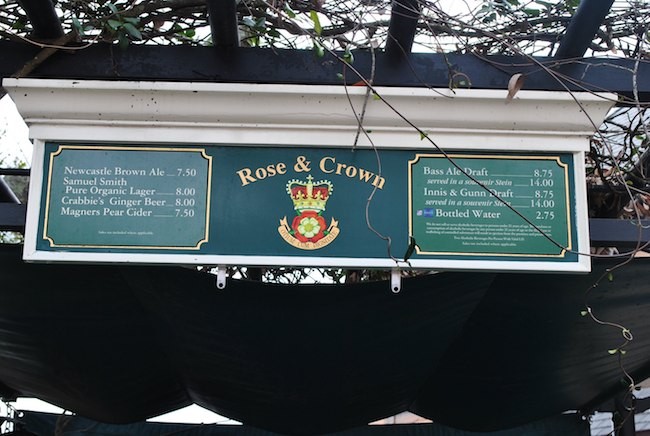 Newcastle Brown Ale .... 7.50
Samuel Smith
Pure Organic Lager ..... 8.00
Crabbie's Ginger Beer .... 8.00
Magners Pear Cider ..... 7.50
Rose & Crown
Bass Ale Draft ........ 8.75
served in a souvenir Stein ..... 14.00
Innis & Gunn Draft ..... 8.75
served in a souvenir Stein ..... 14.00
Bottled Water 2.75